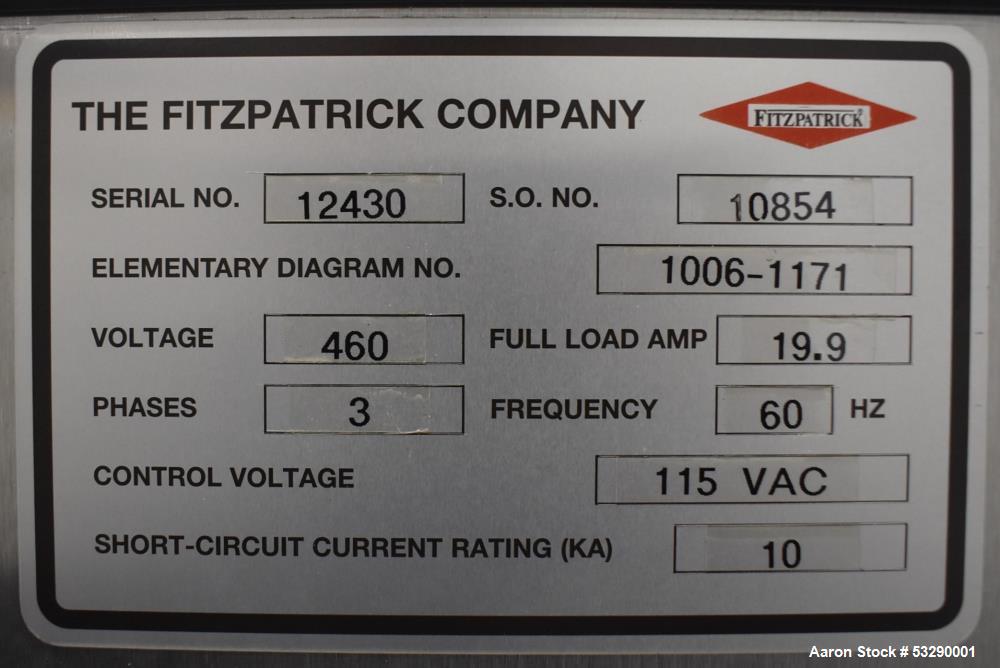 THE FITZPATRICK COMPANY FITZPATRICK
SERIAL NO. 12430 S.O. NO. 10854
ELEMENTARY DIAGRAM NO. 1006-1171
VOLTAGE 460 FULL LOAD AMP 19.9
PHASES 3 FREQUENCY 60 HZ
CONTROL VOLTAGE 115 VAC
SHORT-CIRCUIT CURRENT RATING (KA) 10
Aaron Stock # 53290001